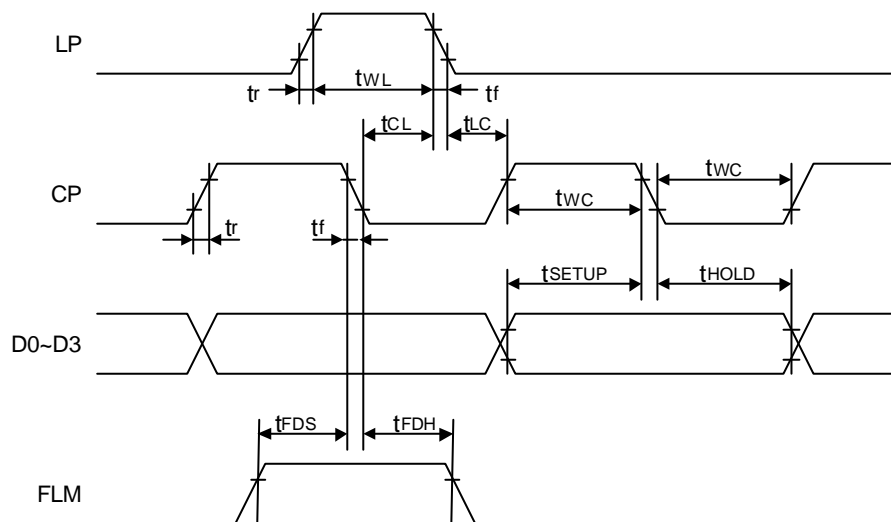 LP
tr tWL tf
tCL tLC
CP
tWC
tr tf tWC
tSETUP tHOLD
D0~D3
tFDS tFDH
FLM